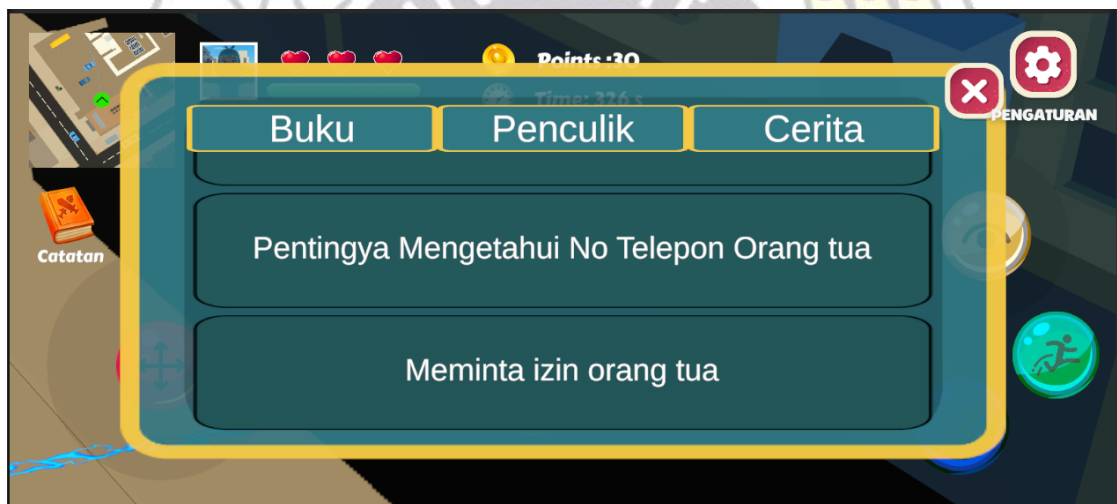 Points :30
Time: 326 s
PENGATURAN
Buku
Penculik
Cerita
Catatan
Pentingya Mengetahui No Telepon Orang tua
Meminta izin orang tua